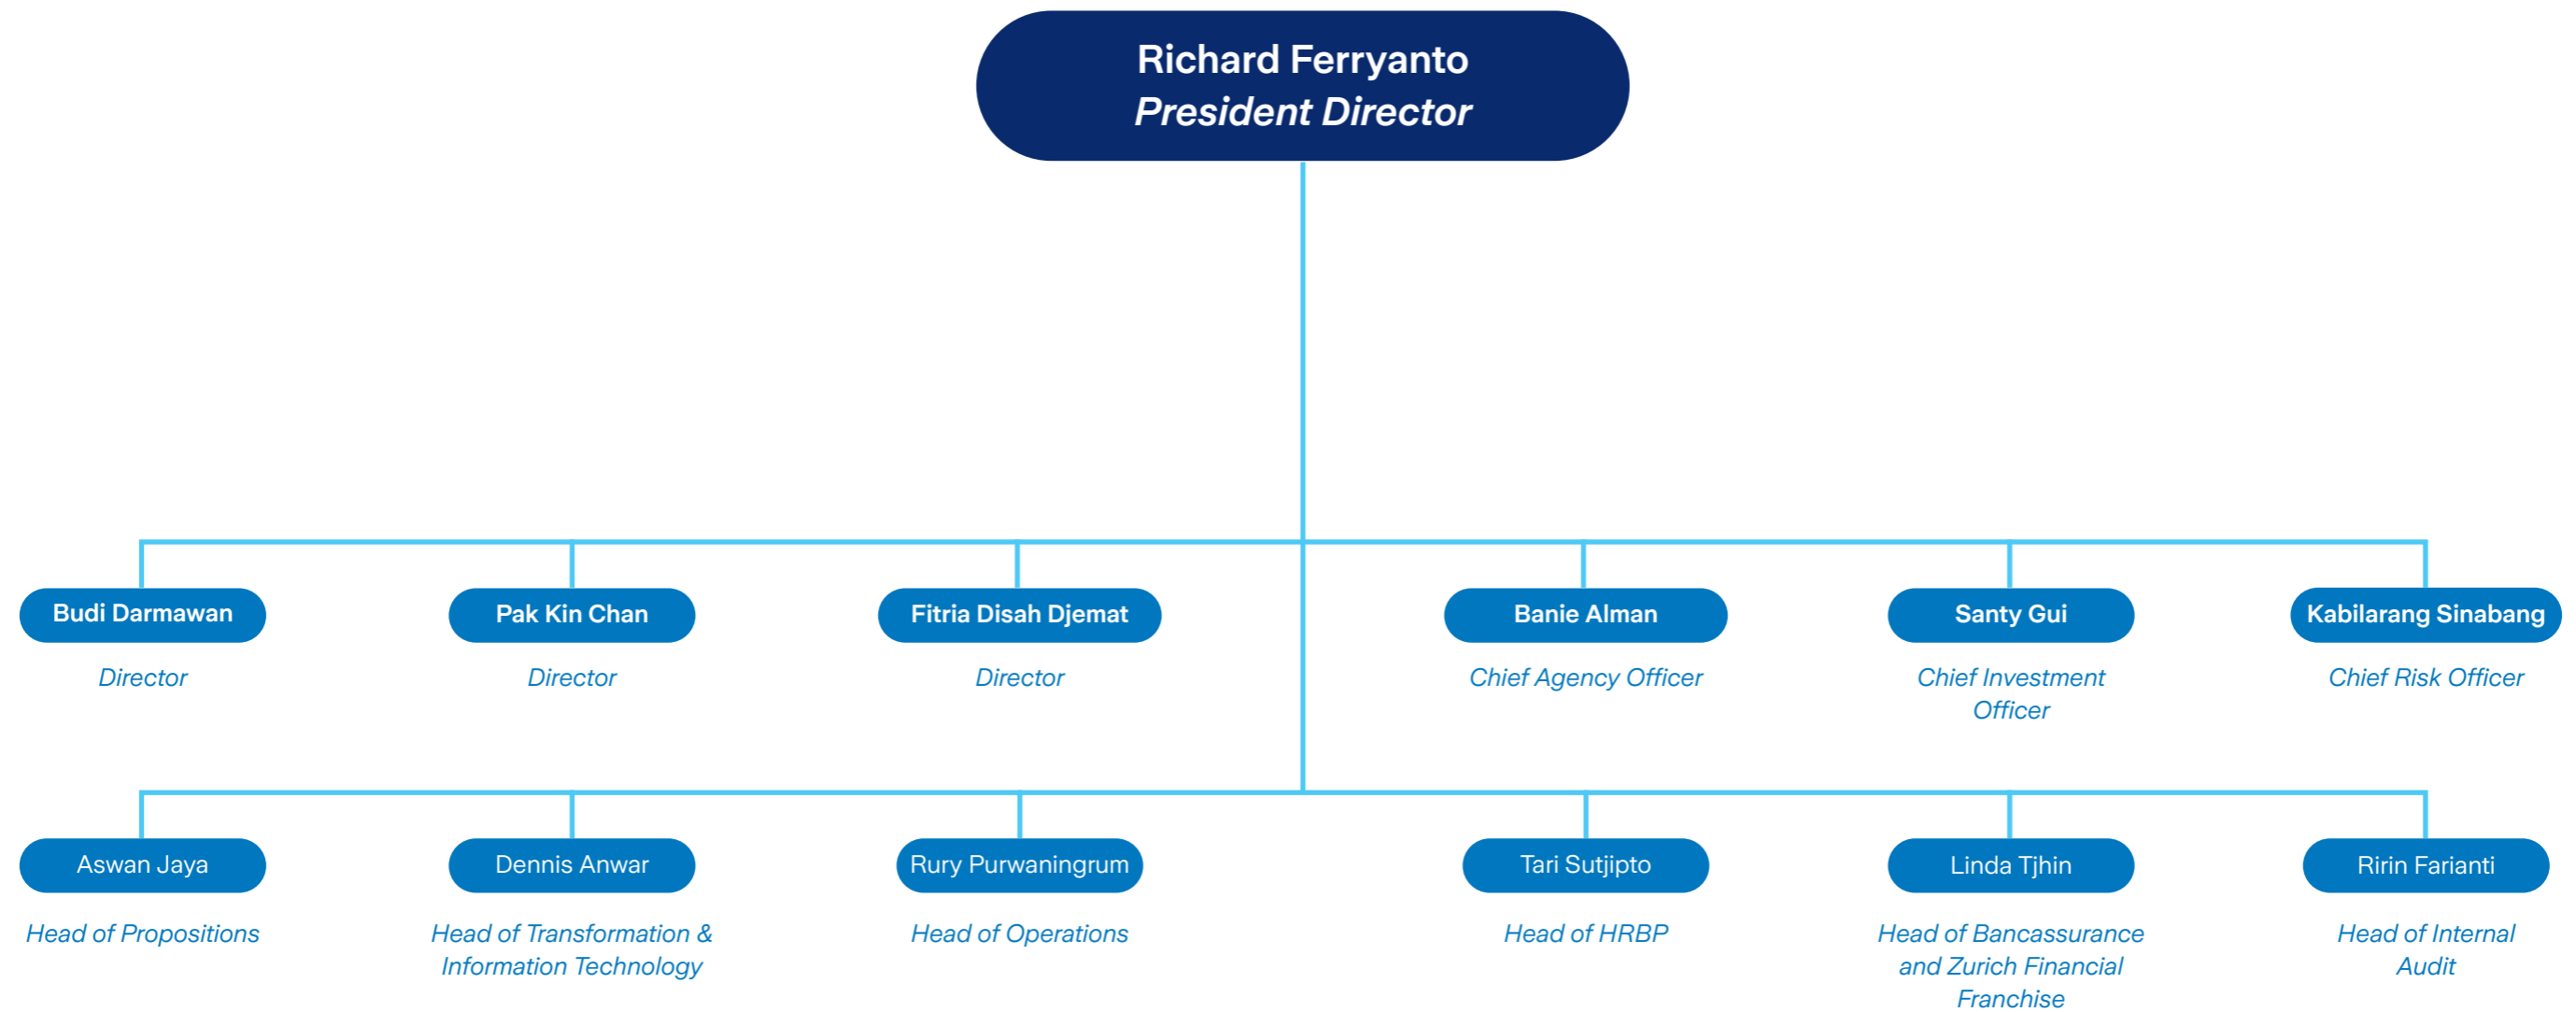 Richard Ferryanto
President Director
Budi Darmawan
Director
Pak Kin Chan
Director
Fitria Disah Djemat
Director
Banie Alman
Chief Agency Officer
Santy Gui
Chief Investment
Officer
Kabilarang Sinabang
Chief Risk Officer
Aswan Jaya
Head of Propositions
Dennis Anwar
Head of Transformation &
Information Technology
Rury Purwaningrum
Head of Operations
Tari Sutjipto
Head of HRBP
Linda Tjhin
Head of Bancassurance
and Zurich Financial
Franchise
Ririn Farianti
Head of Internal
Audit